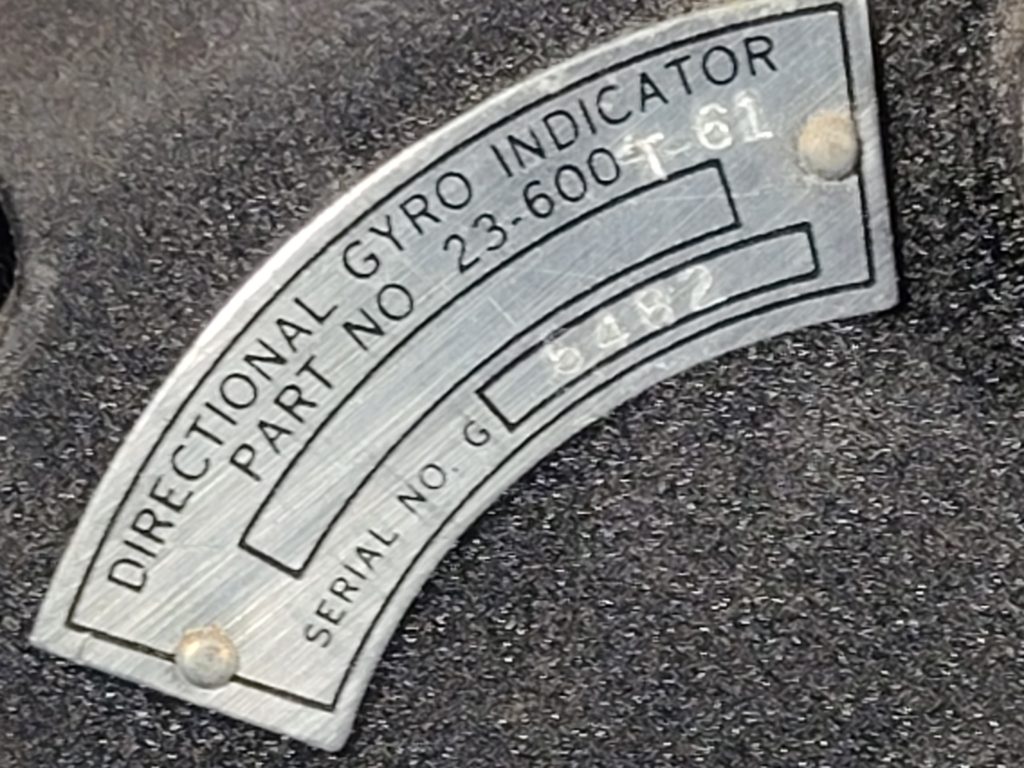 DIRECTIONAL GYRO INDICATOR
PART NO 23-600-T-61
SERIAL NO. G 5482